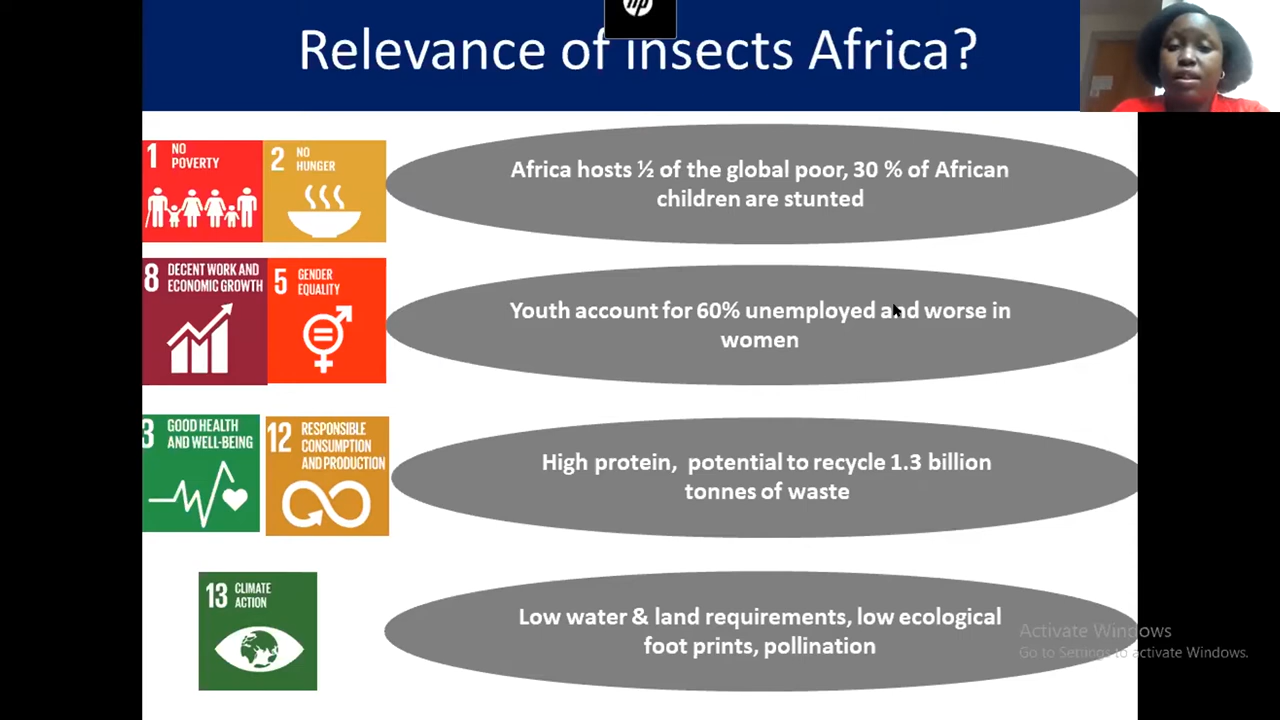 hp
Relevance of insects Africa?
1 NO
POVERTY
2 NO
HUNGER
Africa hosts ½ of the global poor, 30 % of African
children are stunted
8 DECENT WORK AND
ECONOMIC GROWTH
5 GENDER
EQUALITY
Youth account for 60% unemployed and worse in
women
3 GOOD HEALTH
AND WELL-BEING
12 RESPONSIBLE
CONSUMPTION
AND PRODUCTION
High protein, potential to recycle 1.3 billion
tonnes of waste
13 CLIMATE
ACTION
Low water & land requirements, low ecological
foot prints, pollination
Activate Windows
Go to Settings to activate Windows.